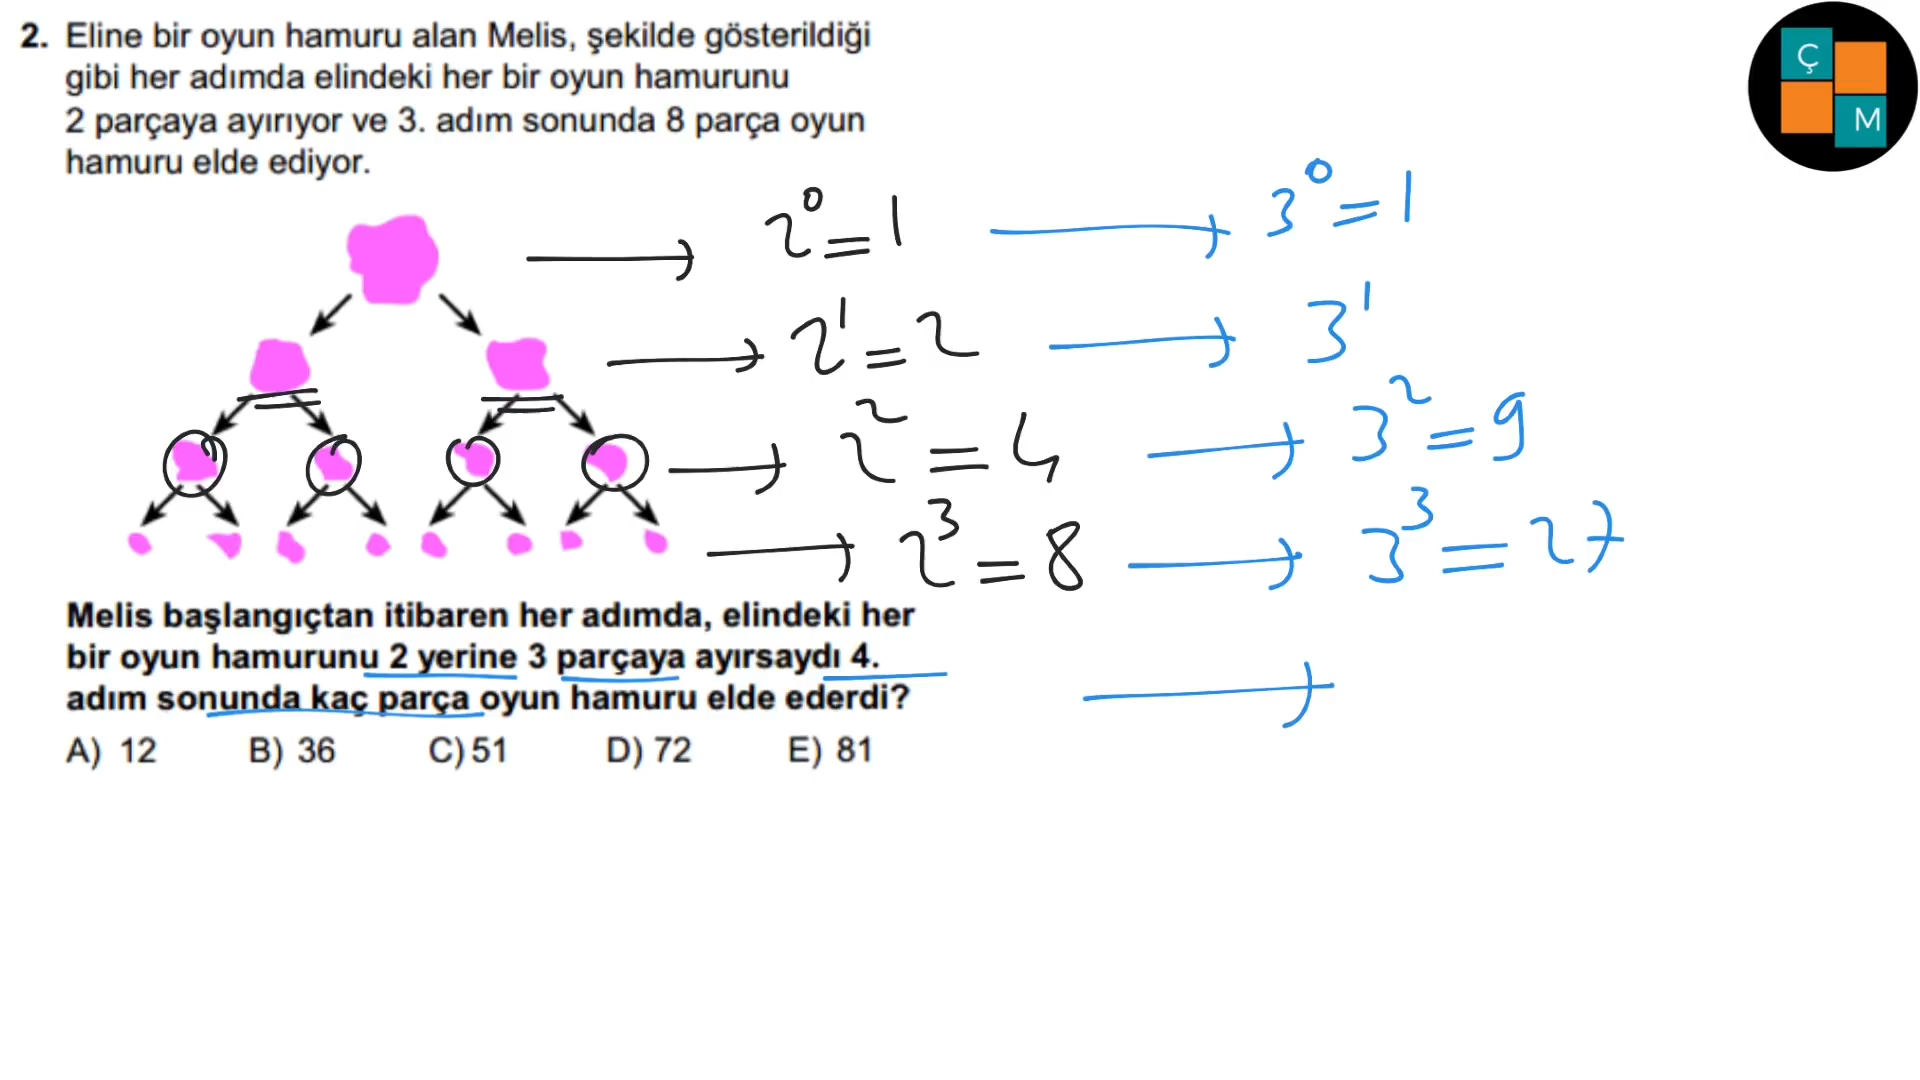 2. Eline bir oyun hamuru alan Melis, şekilde gösterildiği
gibi her adımda elindeki her bir oyun hamurunu
2 parçaya ayırıyor ve 3. adım sonunda 8 parça oyun
hamuru elde ediyor.
Ç
M
2⁰ = 1
3⁰ = 1
2¹ = 2
3¹
2² = 4
3² = 9
2³ = 8
3³ = 27
Melis başlangıçtan itibaren her adımda, elindeki her
bir oyun hamurunu 2 yerine 3 parçaya ayırsaydı 4.
adım sonunda kaç parça oyun hamuru elde ederdi?
A) 12 B) 36 C) 51 D) 72 E) 81